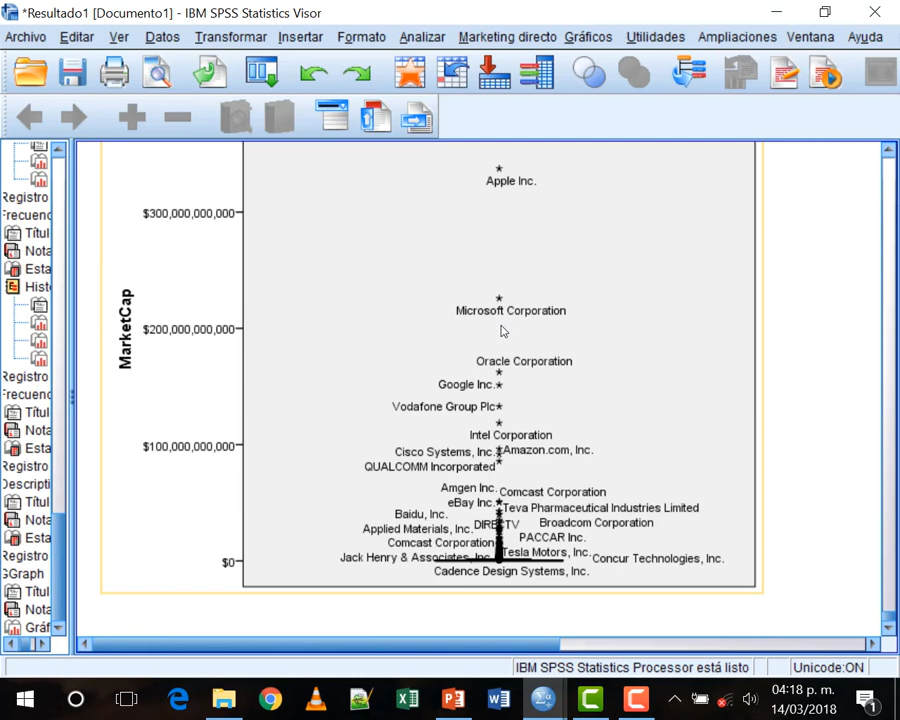 *Resultado1 [Documento1] - IBM SPSS Statistics Visor
Archivo Editar Ver Datos Transformar Insertar Formato Analizar Marketing directo Gráficos Utilidades Ampliaciones Ventana Ayuda
Registro
Frecuenc
Títul
Nota
Esta
Hist
Registro
Frecuenc
Títul
Nota
Esta
Registro
Descripti
Títul
Nota
Esta
Registro
GGraph
Títul
Nota
Gráf
MarketCap
$300,000,000,000
$200,000,000,000
$100,000,000,000
$0
Apple Inc.
Microsoft Corporation
Oracle Corporation
Google Inc.
Vodafone Group Plc
Intel Corporation
Cisco Systems, Inc.
Amazon.com, Inc.
QUALCOMM Incorporated
Amgen Inc.
Comcast Corporation
eBay Inc.
Teva Pharmaceutical Industries Limited
Baidu, Inc.
DIRECTV
Broadcom Corporation
Applied Materials, Inc.
PACCAR Inc.
Comcast Corporation
Tesla Motors, Inc.
Jack Henry & Associates, Inc.
Concur Technologies, Inc.
Cadence Design Systems, Inc.
IBM SPSS Statistics Processor está listo
Unicode:ON
04:18 p. m.
14/03/2018
1